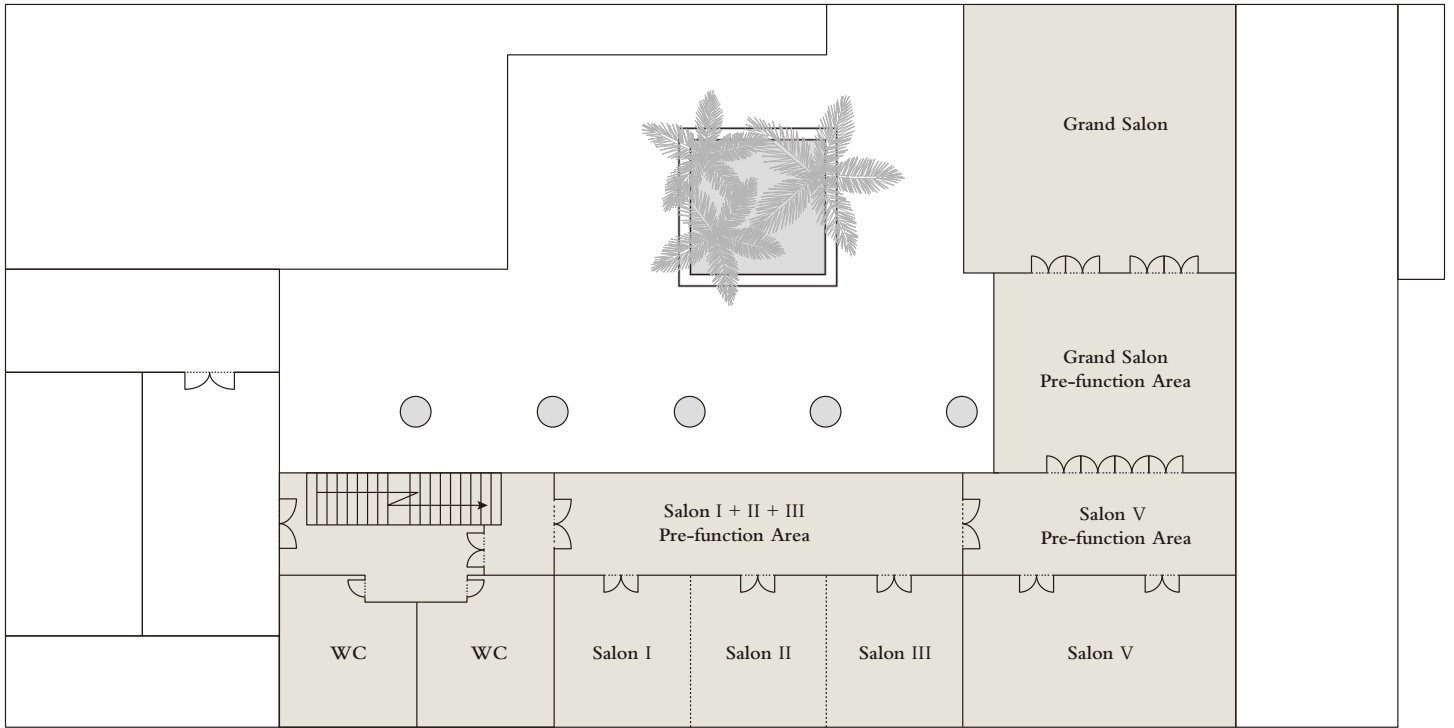 Grand Salon
Grand Salon
Pre-function Area
Salon I + II + III
Pre-function Area
Salon V
Pre-function Area
WC
WC
Salon I
Salon II
Salon III
Salon V